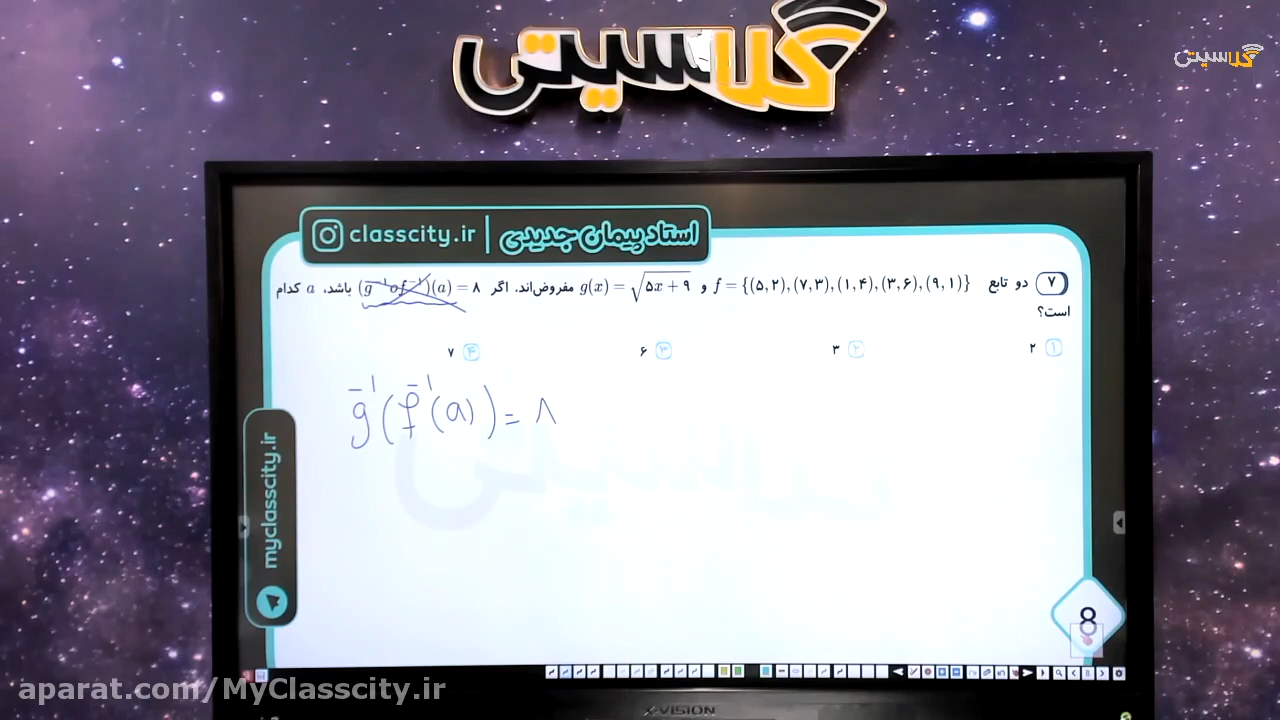 کلاسیتی
کلاسیتی
classcity.ir | استاد پیمان جدیدی
۷ دو تابع f = {(۵,۲),(۷,۳),(۱,۴),(۳,۶),(۹,۱)} و g(x) = √(۵x+۹) مفروض‌اند. اگر (g⁻¹of⁻¹)(a) = ۸ باشد، a کدام
است؟
۱ ۲ ۲ ۳ ۳ ۶ ۴ ۷
g⁻¹(f⁻¹(a)) = ۸
myclasscity.ir
8
aparat.com/MyClasscity.ir
X-VISION